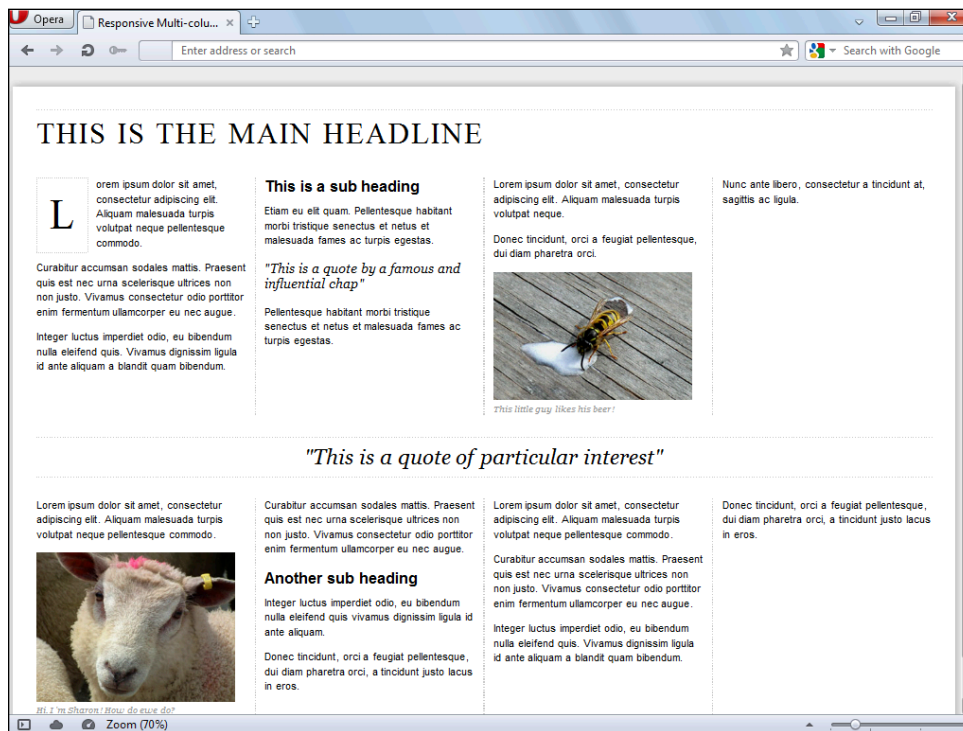 Opera
Responsive Multi-colu...
Enter address or search
Search with Google
THIS IS THE MAIN HEADLINE
L
orem ipsum dolor sit amet,
consectetur adipiscing elit.
Aliquam malesuada turpis
volutpat neque pellentesque
commodo.
Curabitur accumsan sodales mattis. Praesent
quis est nec urna scelerisque ultrices non
non justo. Vivamus consectetur odio porttitor
enim fermentum ullamcorper eu nec augue.
Integer luctus imperdiet odio, eu bibendum
nulla eleifend quis. Vivamus dignissim ligula
id ante aliquam a blandit quam bibendum.
This is a sub heading
Etiam eu elit quam. Pellentesque habitant
morbi tristique senectus et netus et
malesuada fames ac turpis egestas.
"This is a quote by a famous and
influential chap"
Pellentesque habitant morbi tristique
senectus et netus et malesuada fames ac
turpis egestas.
Lorem ipsum dolor sit amet, consectetur
adipiscing elit. Aliquam malesuada turpis
volutpat neque.
Donec tincidunt, orci a feugiat pellentesque,
dui diam pharetra orci.
This little guy likes his beer!
Nunc ante libero, consectetur a tincidunt at,
sagittis ac ligula.
"This is a quote of particular interest"
Lorem ipsum dolor sit amet, consectetur
adipiscing elit. Aliquam malesuada turpis
volutpat neque pellentesque commodo.
Hi, I'm Sharon! How do ewe do?
Curabitur accumsan sodales mattis. Praesent
quis est nec urna scelerisque ultrices non
non justo. Vivamus consectetur odio porttitor
enim fermentum ullamcorper eu nec augue.
Another sub heading
Integer luctus imperdiet odio, eu bibendum
nulla eleifend quis vivamus dignissim ligula id
ante aliquam.
Donec tincidunt, orci a feugiat pellentesque,
dui diam pharetra orci, a tincidunt justo lacus
in eros.
Lorem ipsum dolor sit amet, consectetur
adipiscing elit. Aliquam malesuada turpis
volutpat neque pellentesque commodo.
Curabitur accumsan sodales mattis. Praesent
quis est nec urna scelerisque ultrices non
non justo. Vivamus consectetur odio porttitor
enim fermentum ullamcorper eu nec augue.
Integer luctus imperdiet odio, eu bibendum
nulla eleifend quis. Vivamus dignissim ligula
id ante aliquam a blandit quam bibendum.
Donec tincidunt, orci a feugiat pellentesque,
dui diam pharetra orci, a tincidunt justo lacus
in eros.
Zoom (70%)